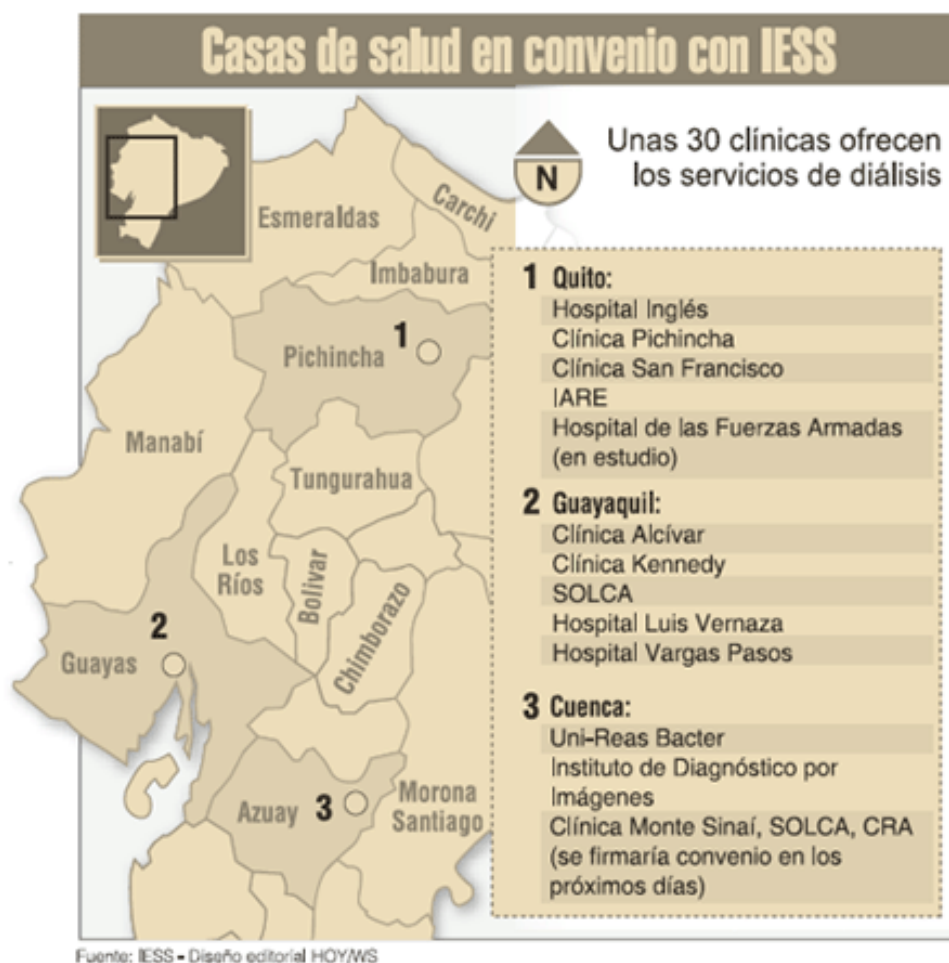 Casas de salud en convenio con IESS
Unas 30 clínicas ofrecen
los servicios de diálisis
N
Esmeraldas
Carchi
Imbabura
1
Pichincha
Manabí
Tungurahua
Los
Ríos
Bolivar
Chimborazo
2
Guayas
Azuay
3
Morona
Santiago
1 Quito:
Hospital Inglés
Clínica Pichincha
Clínica San Francisco
IARE
Hospital de las Fuerzas Armadas
(en estudio)
2 Guayaquil:
Clínica Alcívar
Clínica Kennedy
SOLCA
Hospital Luis Vernaza
Hospital Vargas Pasos
3 Cuenca:
Uni-Reas Bacter
Instituto de Diagnóstico por
Imágenes
Clínica Monte Sinaí, SOLCA, CRA
(se firmaría convenio en los
próximos días)
Fuente: IESS - Diseño editorial HOY/WS